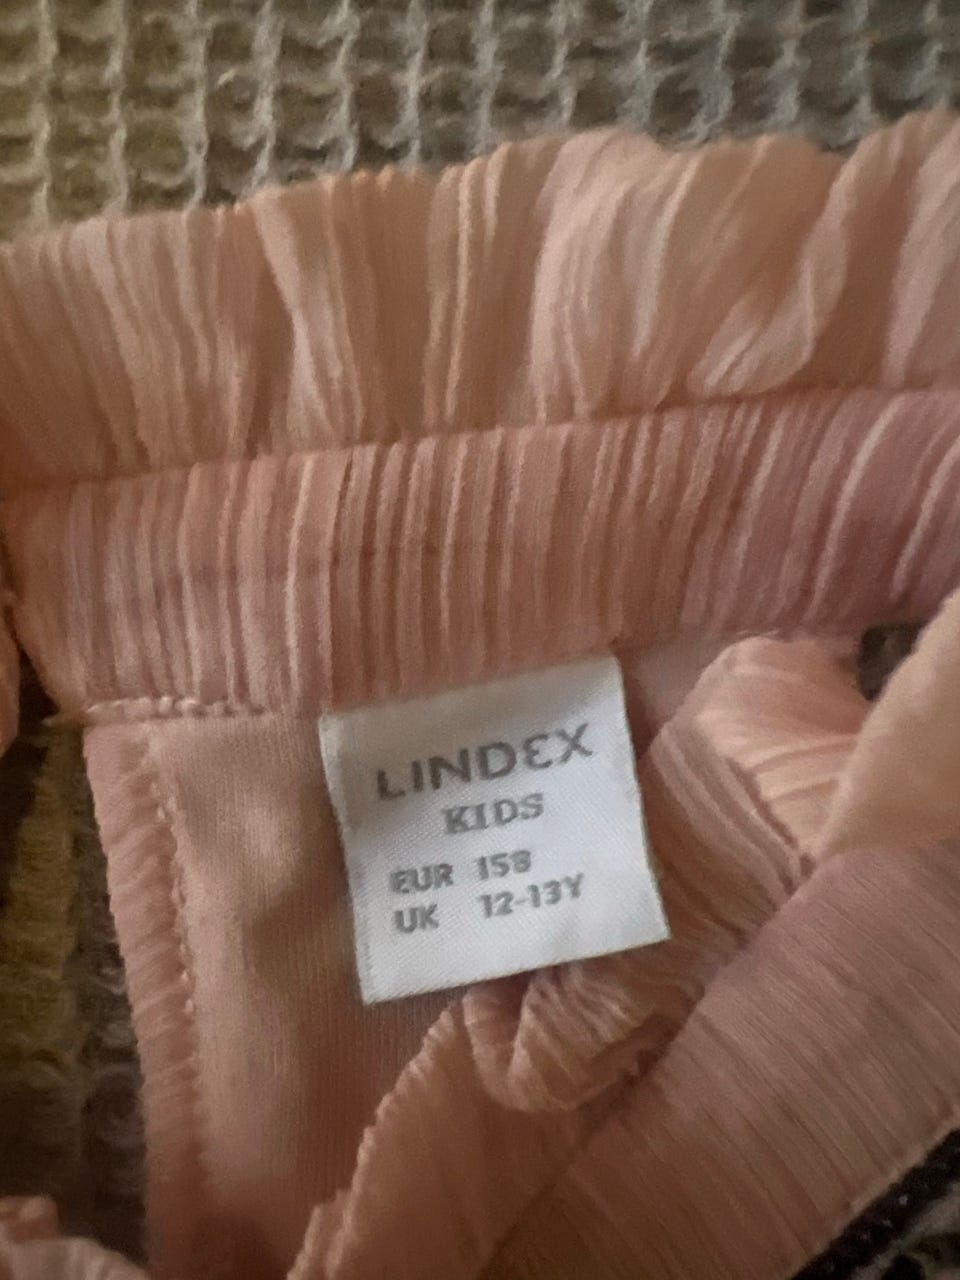 LINDEX
KIDS
EUR 158
UK 12-13Y